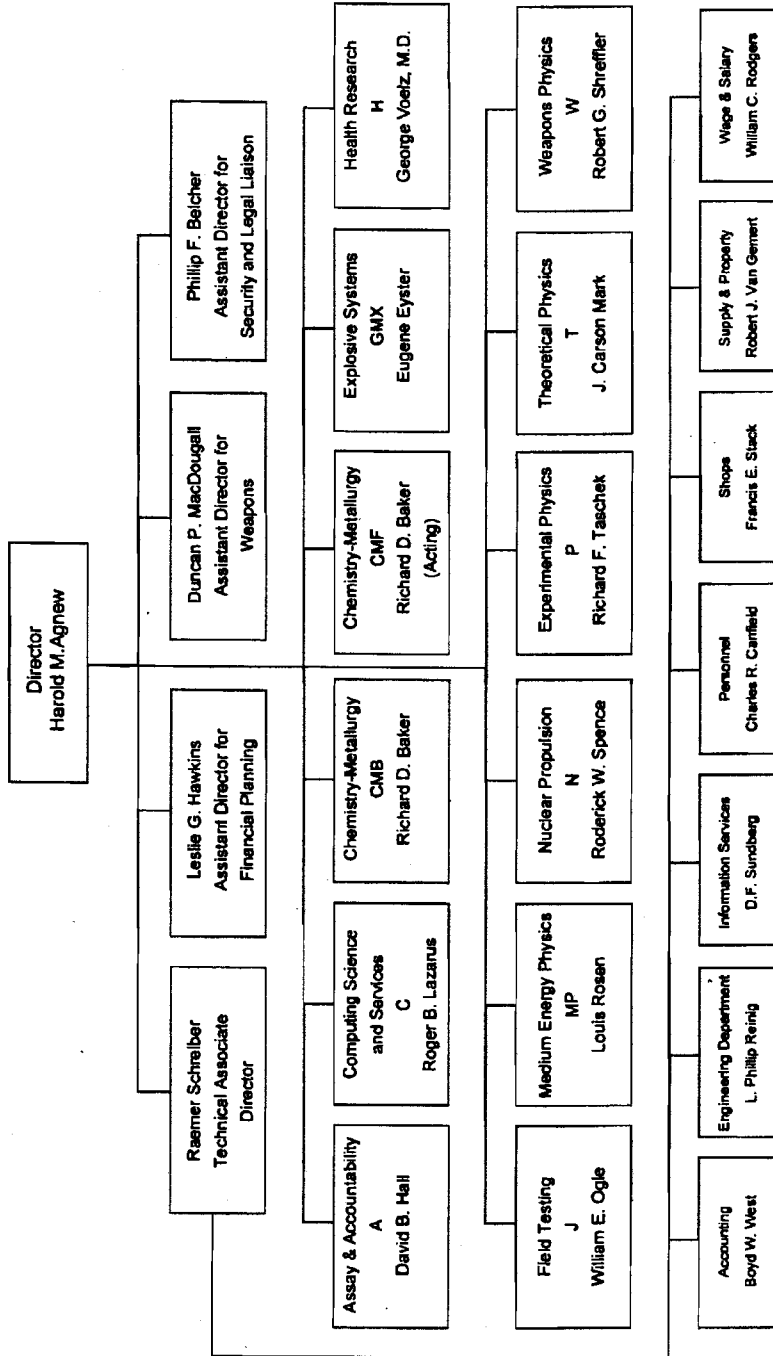 Director
Harold M.Agnew
Raemer Schreiber
Technical Associate
Director
Leslie G. Hawkins
Assistant Director for
Financial Planning
Duncan P. MacDougall
Assistant Director for
Weapons
Phillip F. Belcher
Assistant Director for
Security and Legal Liaison
Assay & Accountability
A
David B. Hall
Computing Science
and Services
C
Roger B. Lazarus
Chemistry-Metallurgy
CMB
Richard D. Baker
Chemistry-Metallurgy
CMF
Richard D. Baker
(Acting)
Explosive Systems
GMX
Eugene Eyster
Health Research
H
George Voelz, M.D.
Field Testing
J
William E. Ogle
Medium Energy Physics
MP
Louis Rosen
Nuclear Propulsion
N
Roderick W. Spence
Experimental Physics
P
Richard F. Taschek
Theoretical Physics
T
J. Carson Mark
Weapons Physics
W
Robert G. Shreffler
Accounting
Boyd W. West
Engineering Department
L. Phillip Reinig
Information Services
D.F. Sundberg
Personnel
Charles R. Canfield
Shops
Francis E. Stack
Supply & Property
Robert J. Van Gemert
Wage & Salary
William C. Rodgers